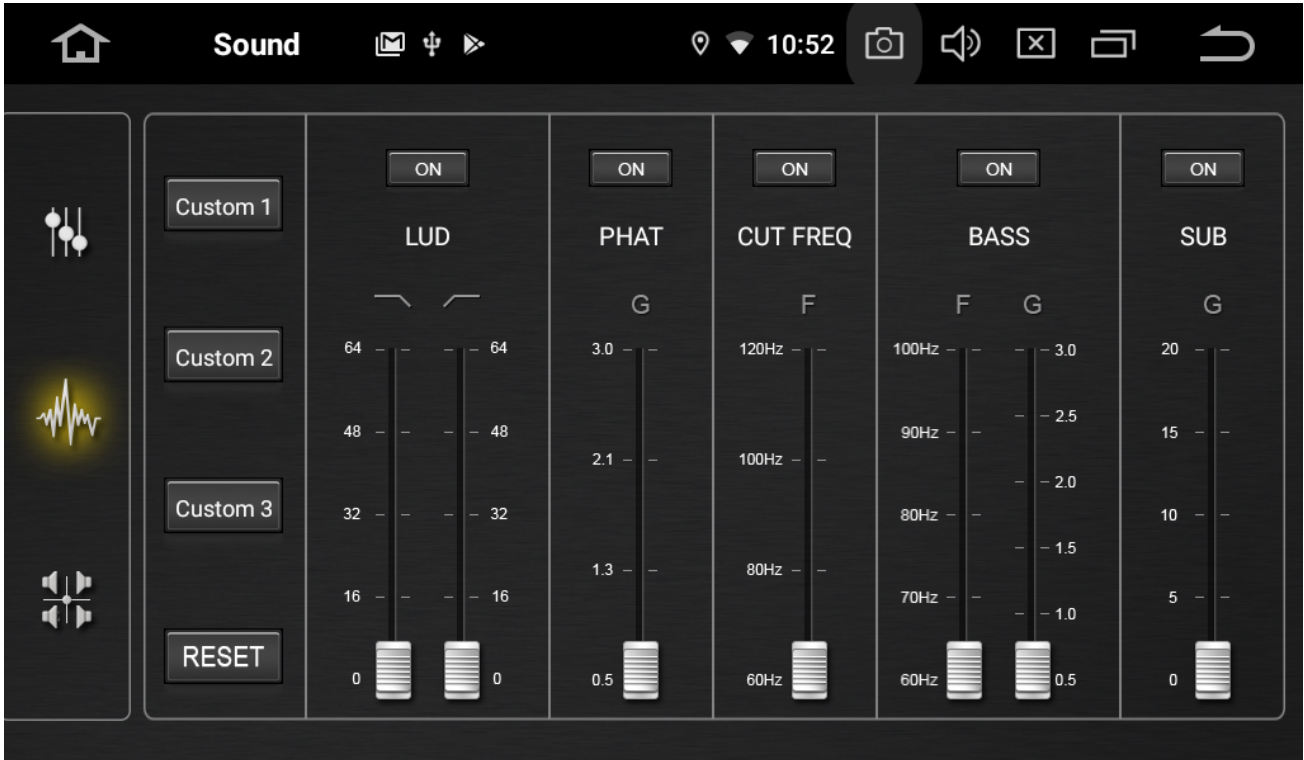 Sound 10:52
ON ON ON ON ON
Custom 1
LUD PHAT CUT FREQ BASS SUB
G F F G G
64 64 3.0 120Hz 100Hz 3.0 20
Custom 2
2.5
48 48 90Hz 15
2.1 100Hz
2.0
Custom 3
32 32 80Hz 10
1.5
1.3 80Hz
16 16 70Hz 5
1.0
RESET
0 0 0.5 60Hz 60Hz 0.5 0